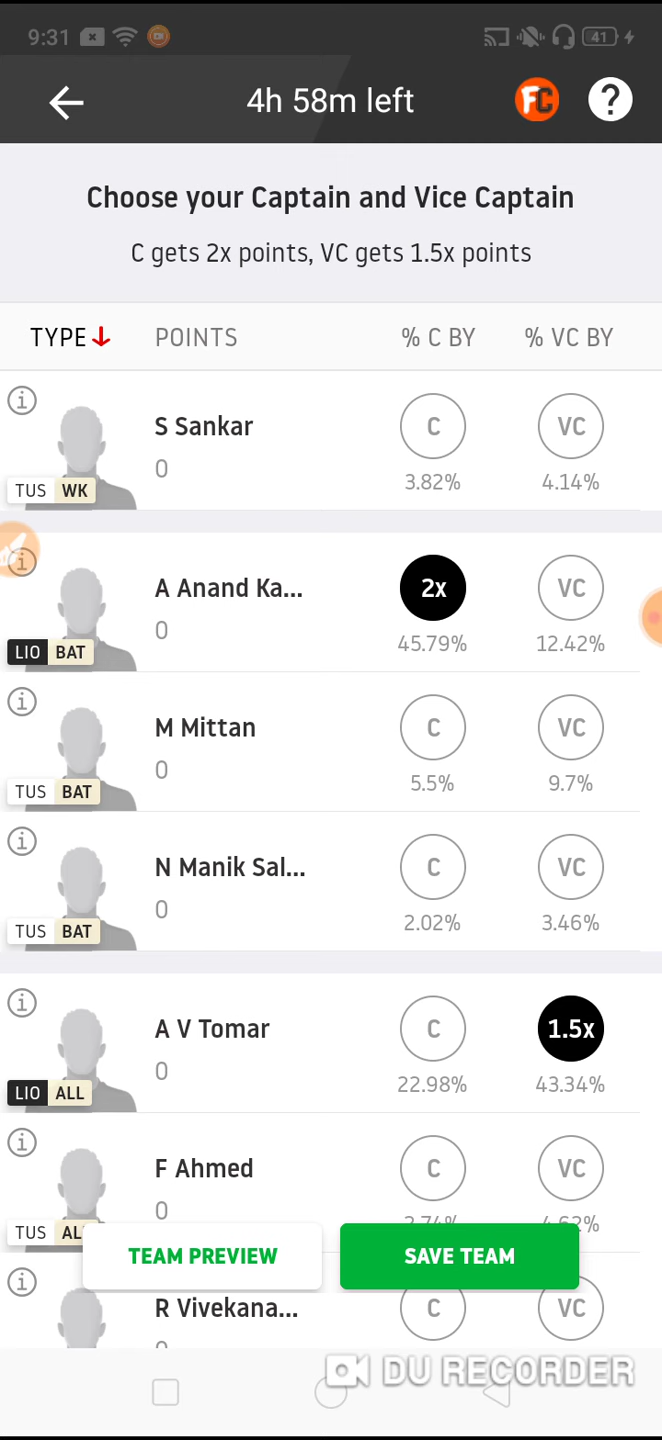 9:31
41
4h 58m left
FC
?
Choose your Captain and Vice Captain
C gets 2x points, VC gets 1.5x points
TYPE POINTS % C BY % VC BY
S Sankar
0
C
3.82%
VC
4.14%
TUS WK
A Anand Ka...
0
2x
45.79%
VC
12.42%
LIO BAT
M Mittan
0
C
5.5%
VC
9.7%
TUS BAT
N Manik Sal...
0
C
2.02%
VC
3.46%
TUS BAT
A V Tomar
0
C
22.98%
1.5x
43.34%
LIO ALL
F Ahmed
0
C
VC
TUS
TEAM PREVIEW
SAVE TEAM
R Vivekana...
C
VC
DU RECORDER